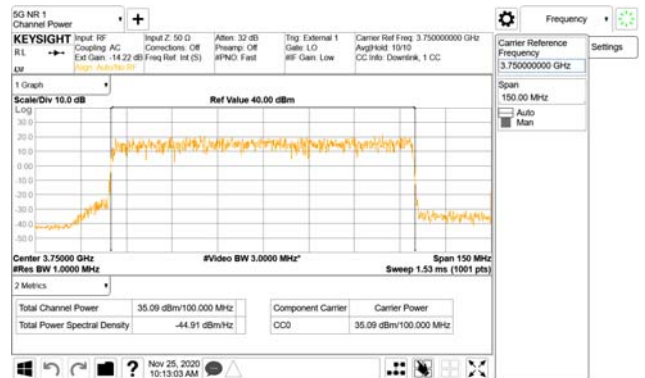 5G NR 1
Channel Power
Frequency
KEYSIGHT
RL
Input: RF
Coupling: AC
Ext Gain: -14.22 dB
Align: Auto/No RF
Input Z: 50 Ω
Corrections: Off
Freq Ref: Int (S)
Atten: 32 dB
Preamp: Off
#PNO: Fast
Trig: External 1
Gate: LO
#IF Gain: Low
Carrier Ref Freq: 3.750000000 GHz
Avg|Hold: 10/10
CC Info: Downlink, 1 CC
Carrier Reference
Frequency
3.750000000 GHz
Settings
Span
150.00 MHz
Auto
Man
1 Graph
Scale/Div 10.0 dB
Ref Value 40.00 dBm
Log
30.0
20.0
10.0
0.00
-10.0
-20.0
-30.0
-40.0
-50.0
Center 3.75000 GHz
#Video BW 3.0000 MHz*
Span 150 MHz
#Res BW 1.0000 MHz
Sweep 1.53 ms (1001 pts)
2 Metrics
Total Channel Power 35.09 dBm/100.000 MHz
Total Power Spectral Density -44.91 dBm/Hz
Component Carrier Carrier Power
CC0 35.09 dBm/100.000 MHz
?
Nov 25, 2020
10:13:03 AM